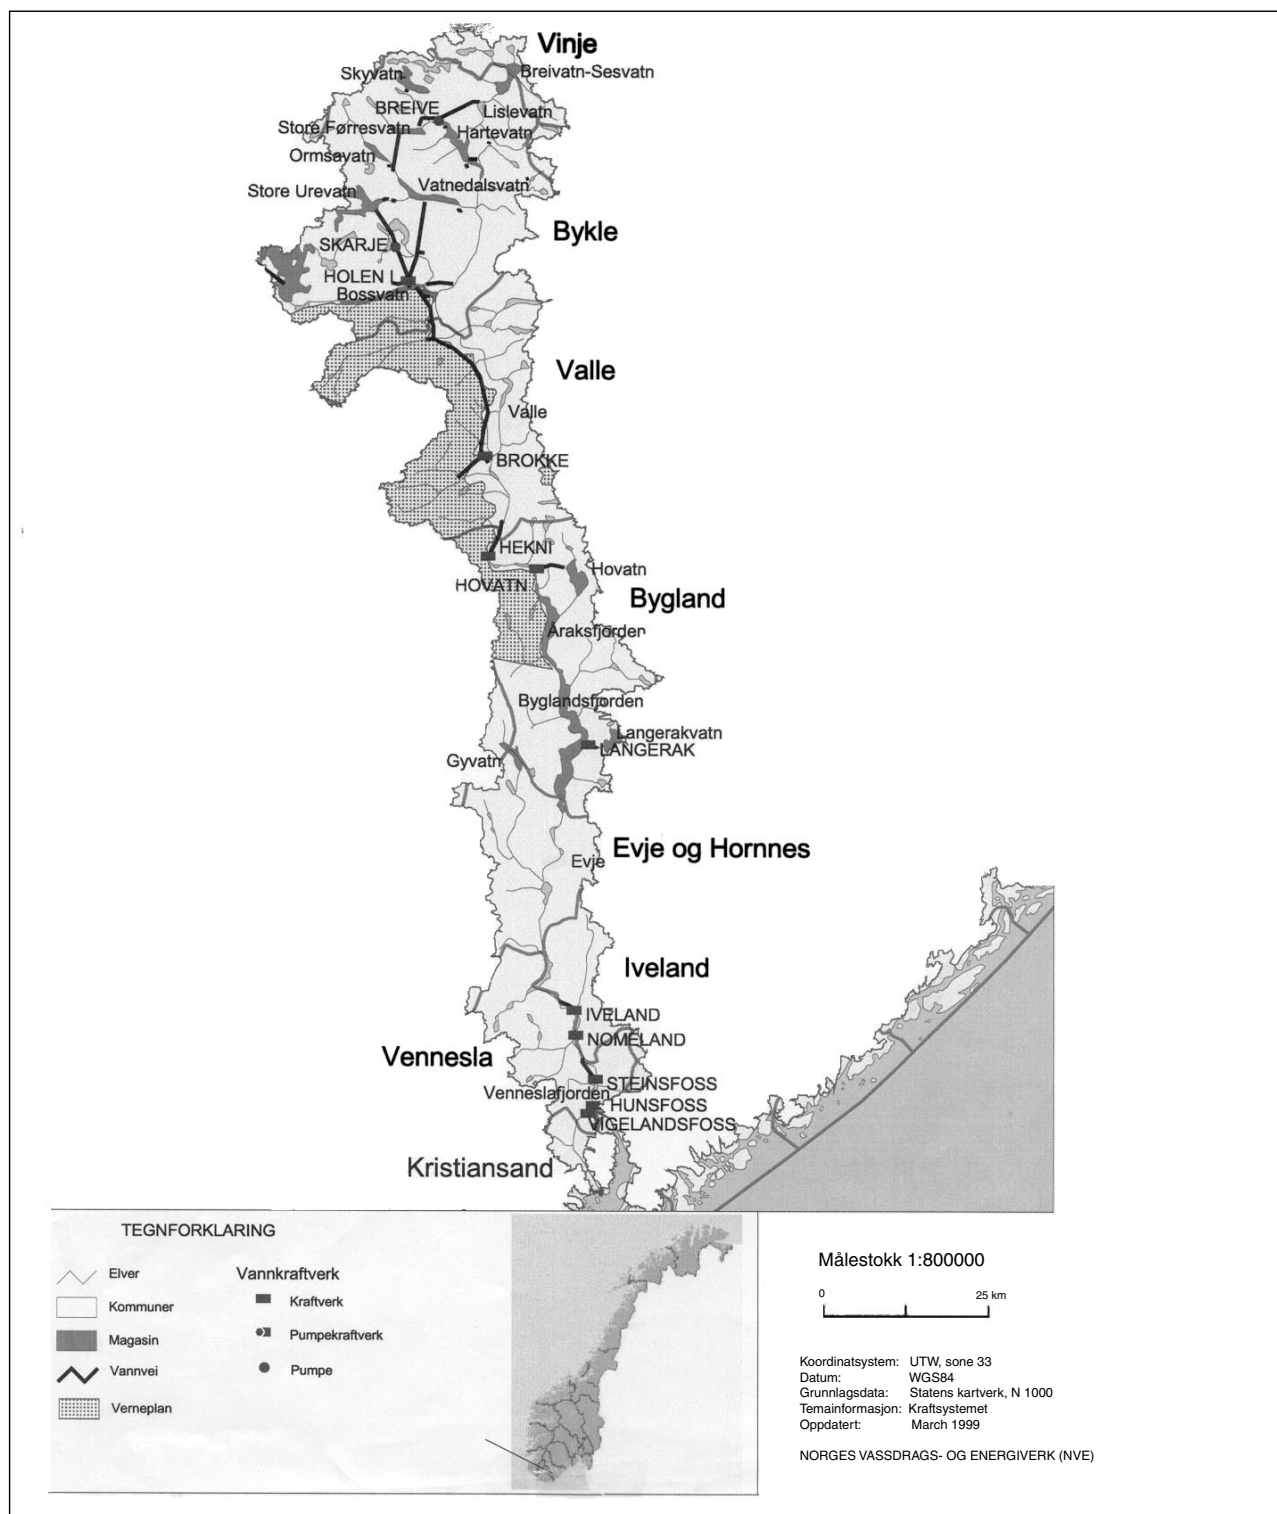 Vinje
Skyvatn
Breivatn-Sesvatn
BREIVE
Lislevatn
Store Førresvatn
Hartevatn
Ormsavatn
Vatnedalsvatn
Store Urevatn
Bykle
SKARJE
HOLEN I
Bossvatn
Valle
Valle
BROKKE
HEKNI
Hovatn
HOVATN
Bygland
Åraksfjorden
Byglandsfjorden
Langerakvatn
LANGERAK
Gyvatn
Evje og Hornnes
Evje
Iveland
IVELAND
NOMELAND
Vennesla
STEINSFOSS
Venneslafjorden
HUNSFOSS
VIGELANDSFOSS
Kristiansand
TEGNFORKLARING
Elver
Kommuner
Magasin
Vannvei
Verneplan
Vannkraftverk
Kraftverk
Pumpekraftverk
Pumpe
Målestokk 1:800000
0 25 km
Koordinatsystem: UTW, sone 33
Datum: WGS84
Grunnlagsdata: Statens kartverk, N 1000
Temainformasjon: Kraftsystemet
Oppdatert: March 1999
NORGES VASSDRAGS- OG ENERGIVERK (NVE)